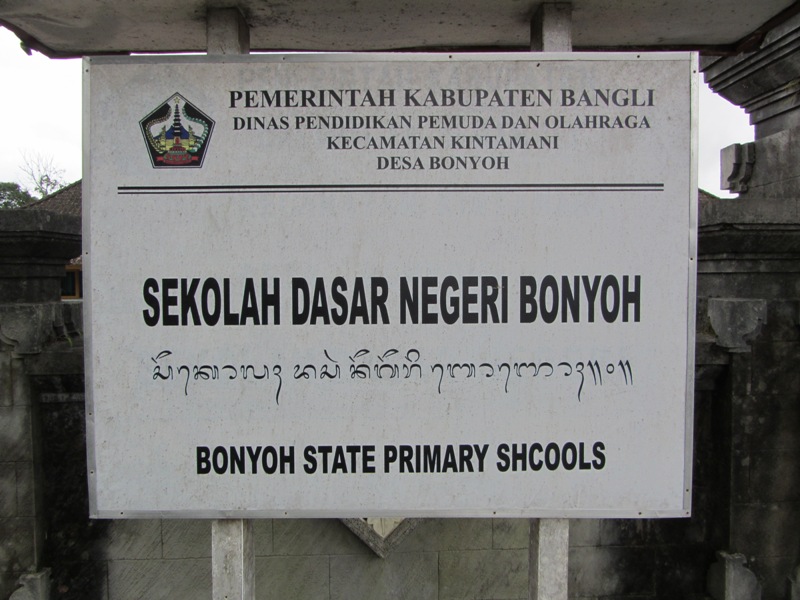 PEMERINTAH KABUPATEN BANGLI
DINAS PENDIDIKAN PEMUDA DAN OLAHRAGA
KECAMATAN KINTAMANI
DESA BONYOH
SEKOLAH DASAR NEGERI BONYOH
BONYOH STATE PRIMARY SHCOOLS